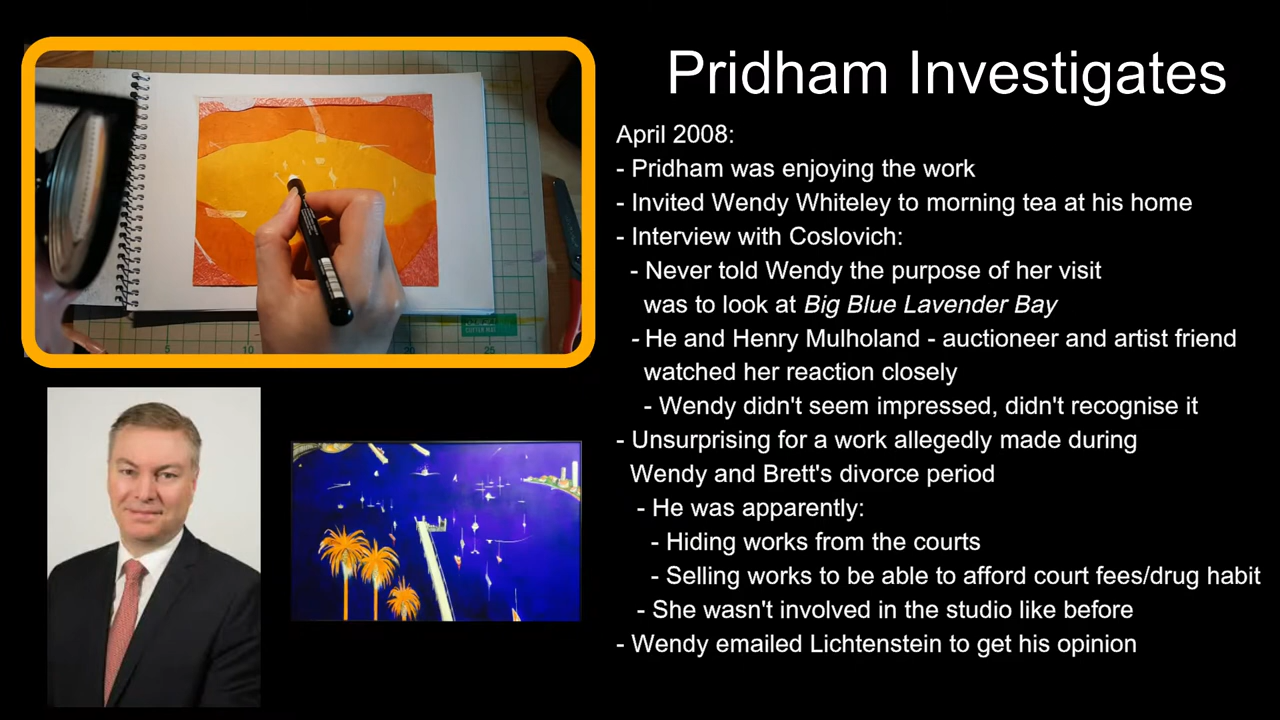 Pridham Investigates
April 2008:
- Pridham was enjoying the work
- Invited Wendy Whiteley to morning tea at his home
- Interview with Coslovich:
- Never told Wendy the purpose of her visit
was to look at Big Blue Lavender Bay
- He and Henry Mulholand - auctioneer and artist friend
watched her reaction closely
- Wendy didn't seem impressed, didn't recognise it
- Unsurprising for a work allegedly made during
Wendy and Brett's divorce period
- He was apparently:
- Hiding works from the courts
- Selling works to be able to afford court fees/drug habit
- She wasn't involved in the studio like before
- Wendy emailed Lichtenstein to get his opinion